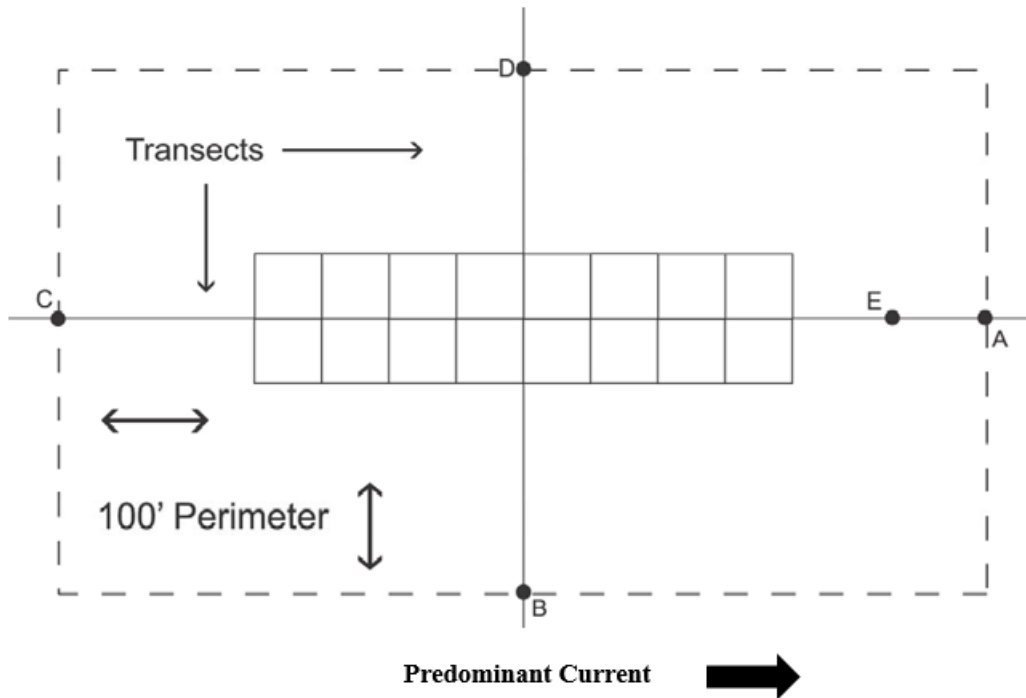 D
Transects
C
E
A
100’ Perimeter
B
Predominant Current